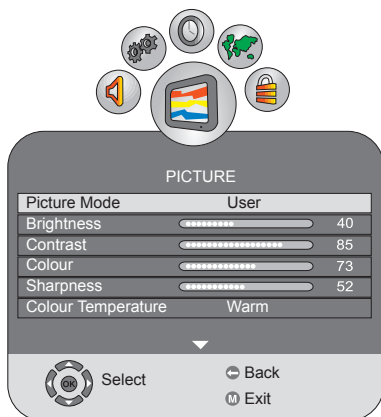 PICTURE
Picture Mode User
Brightness 40
Contrast 85
Colour 73
Sharpness 52
Colour Temperature Warm
OK Select
Back
M Exit